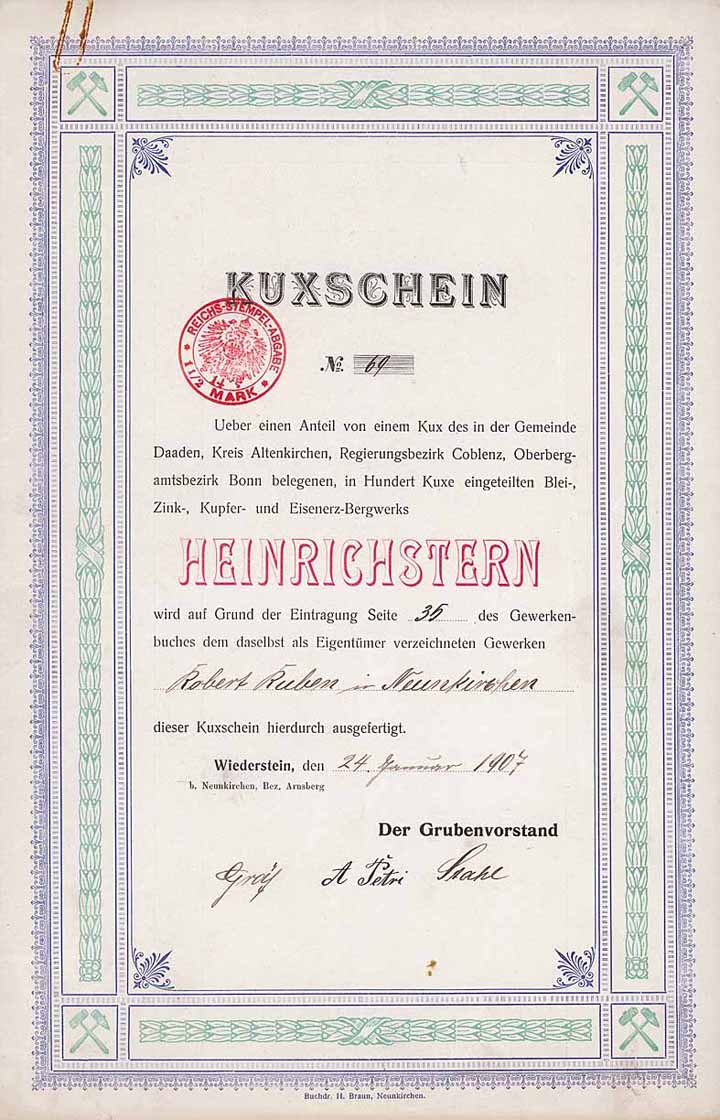 KUXSCHEIN
REICHS-STEMPEL-ABGABE
1 1/2 MARK
14
No. 69
Ueber einen Anteil von einem Kux des in der Gemeinde
Daaden, Kreis Altenkirchen, Regierungsbezirk Coblenz, Oberberg-
amtsbezirk Bonn belegenen, in Hundert Kuxe eingeteilten Blei-,
Zink-, Kupfer- und Eisenerz-Bergwerks
HEINRICHSTERN
wird auf Grund der Eintragung Seite 35 des Gewerken-
buches dem daselbst als Eigentümer verzeichneten Gewerken
Robert Kuben in Neunkirchen
dieser Kuxschein hierdurch ausgefertigt.
Wiederstein, den 24. Januar 1907
b. Neunkirchen, Bez. Arnsberg
Der Grubenvorstand
Gräf A Petri Stahl
Buchdr. H. Braun, Neunkirchen.